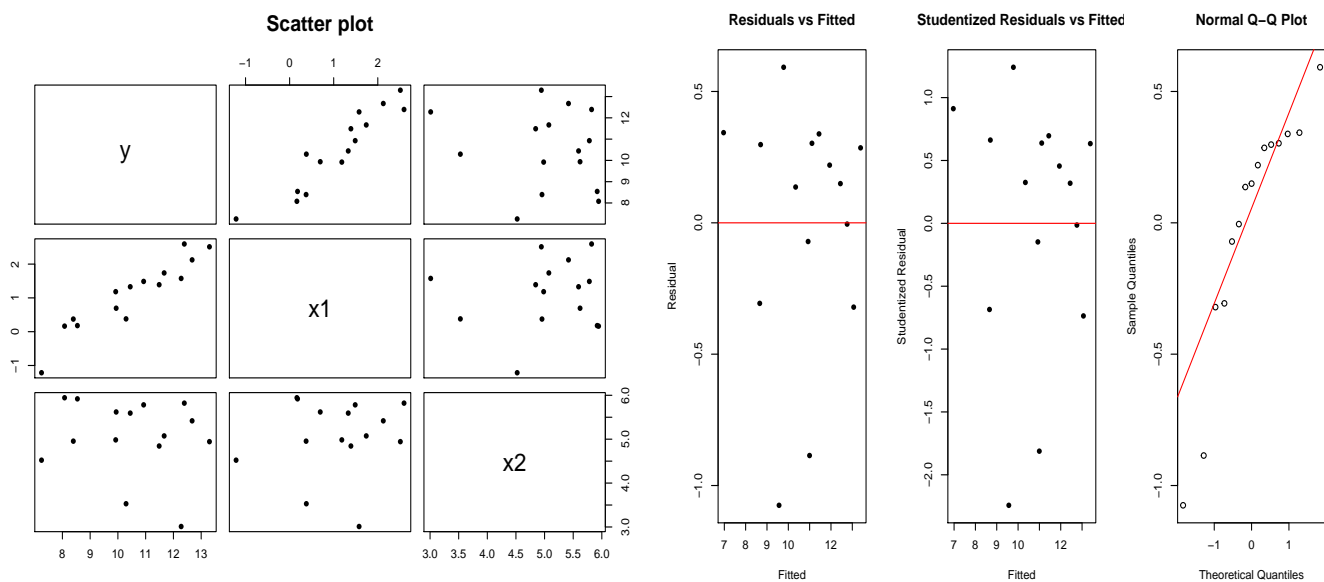 Scatter plot
−1 0 1 2
y
8 9 10 12
−1 0 1 2
x1
x2
3.0 4.0 5.0 6.0
8 9 10 11 12 13
3.0 3.5 4.0 4.5 5.0 5.5 6.0
Residuals vs Fitted
Residual
−1.0 −0.5 0.0 0.5
7 8 9 10 12
Fitted
Studentized Residuals vs Fitted
Studentized Residual
−2.0 −1.5 −1.0 −0.5 0.0 0.5 1.0
7 8 9 10 12
Fitted
Normal Q−Q Plot
Sample Quantiles
−1.0 −0.5 0.0 0.5
−1 0 1
Theoretical Quantiles